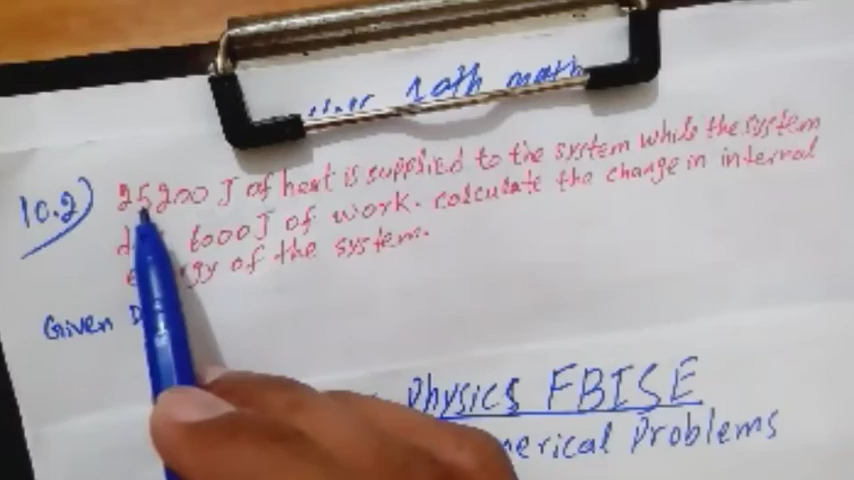 10th math
10.2) 25200 J of heat is supplied to the system while the system
6000J of work. calculate the change in internal
of the system.
Given
Physics FBISE
Problems